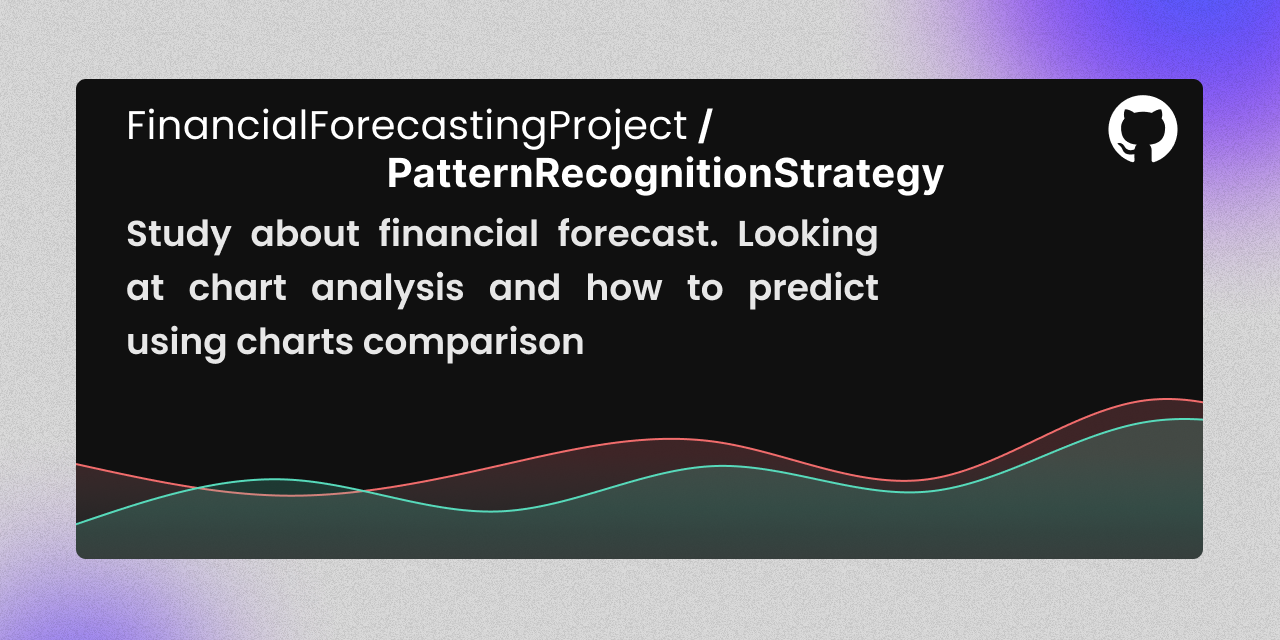 FinancialForecastingProject /
PatternRecognitionStrategy
Study about financial forecast. Looking
at chart analysis and how to predict
using charts comparison